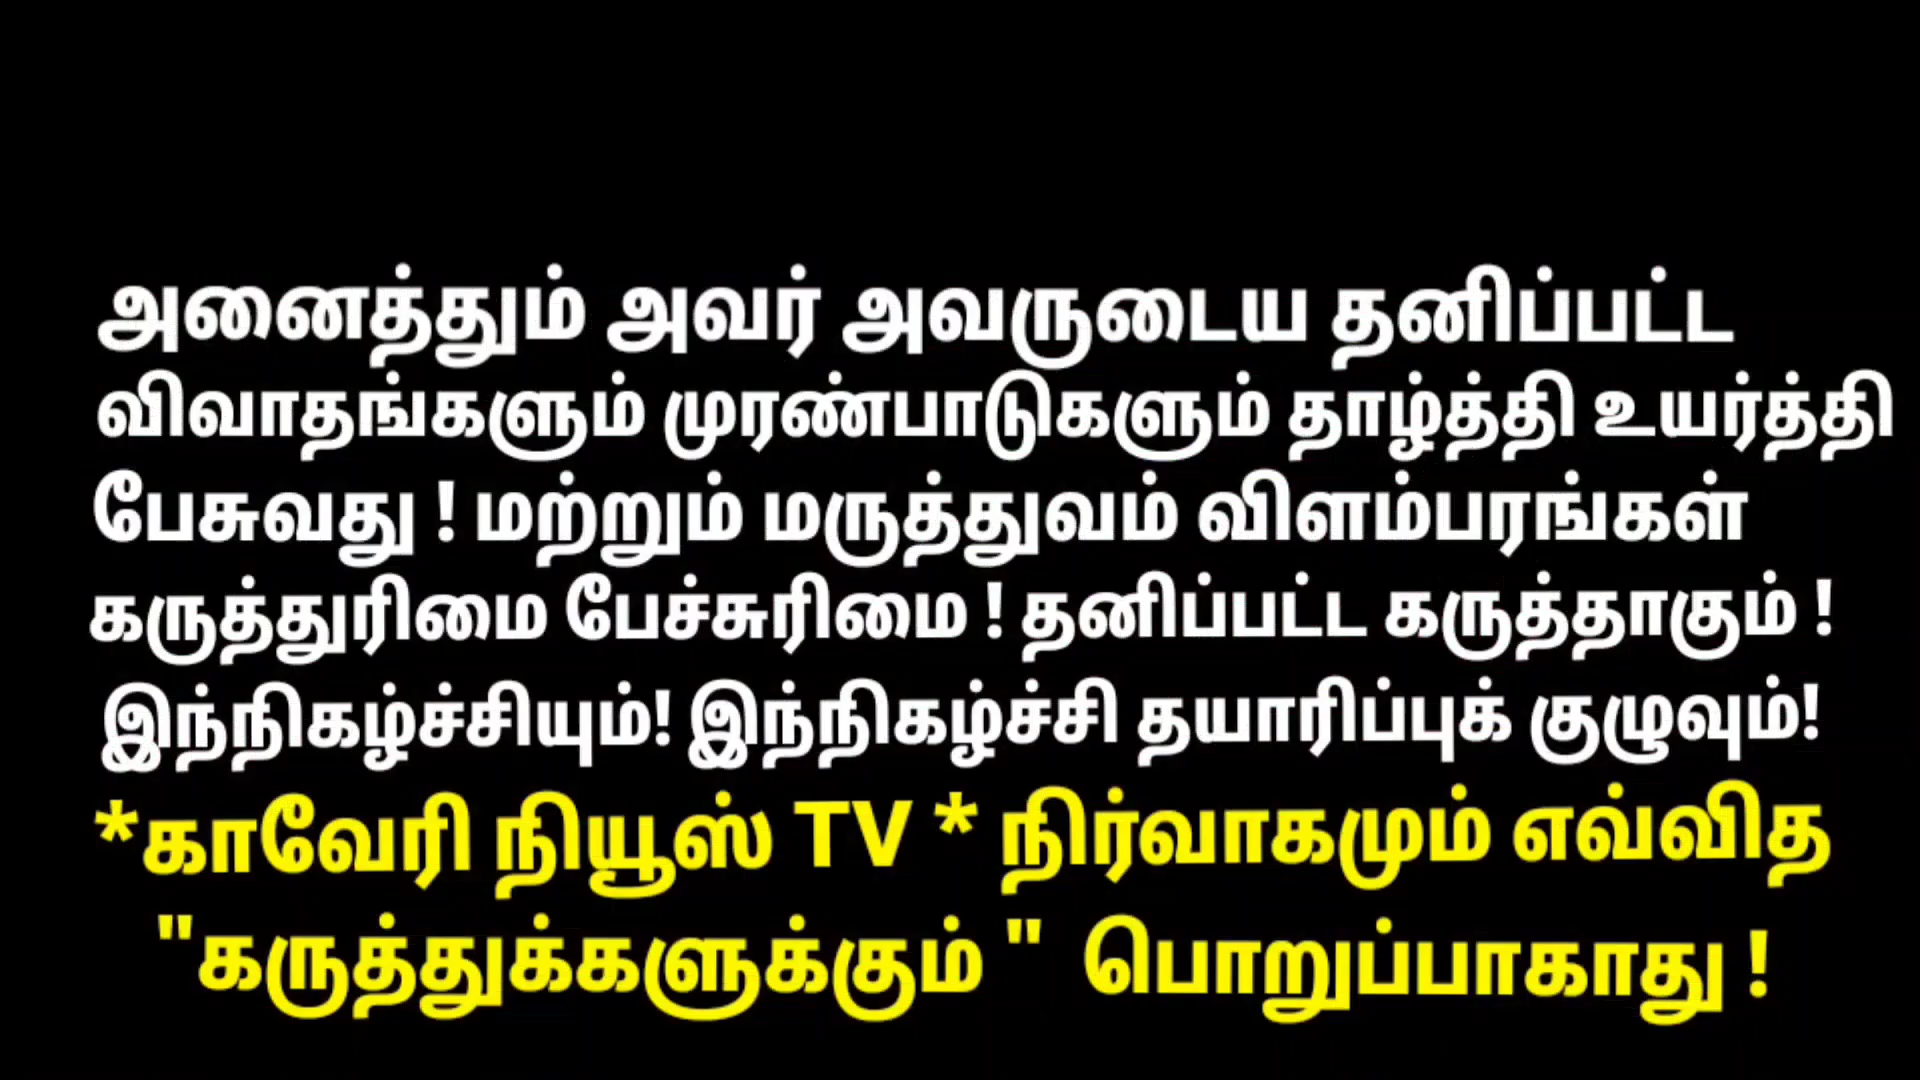 அனைத்தும் அவர் அவருடைய தனிப்பட்ட
விவாதங்களும் முரண்பாடுகளும் தாழ்த்தி உயர்த்தி
பேசுவது ! மற்றும் மருத்துவம் விளம்பரங்கள்
கருத்துரிமை பேச்சுரிமை ! தனிப்பட்ட கருத்தாகும் !
இந்நிகழ்ச்சியும்! இந்நிகழ்ச்சி தயாரிப்புக் குழுவும்!
*காவேரி நியூஸ் TV * நிர்வாகமும் எவ்வித
"கருத்துக்களுக்கும் " பொறுப்பாகாது !